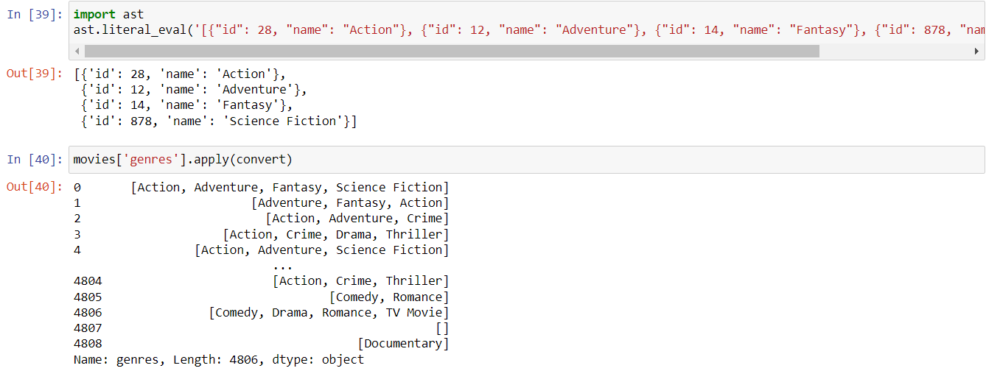 In [39]: import ast
ast.literal_eval('[{"id": 28, "name": "Action"}, {"id": 12, "name": "Adventure"}, {"id": 14, "name": "Fantasy"}, {"id": 878, "nam
Out[39]: [{'id': 28, 'name': 'Action'},
{'id': 12, 'name': 'Adventure'},
{'id': 14, 'name': 'Fantasy'},
{'id': 878, 'name': 'Science Fiction'}]
In [40]: movies['genres'].apply(convert)
Out[40]: 0 [Action, Adventure, Fantasy, Science Fiction]
1 [Adventure, Fantasy, Action]
2 [Action, Adventure, Crime]
3 [Action, Crime, Drama, Thriller]
4 [Action, Adventure, Science Fiction]
...
4804 [Action, Crime, Thriller]
4805 [Comedy, Romance]
4806 [Comedy, Drama, Romance, TV Movie]
4807 []
4808 [Documentary]
Name: genres, Length: 4806, dtype: object